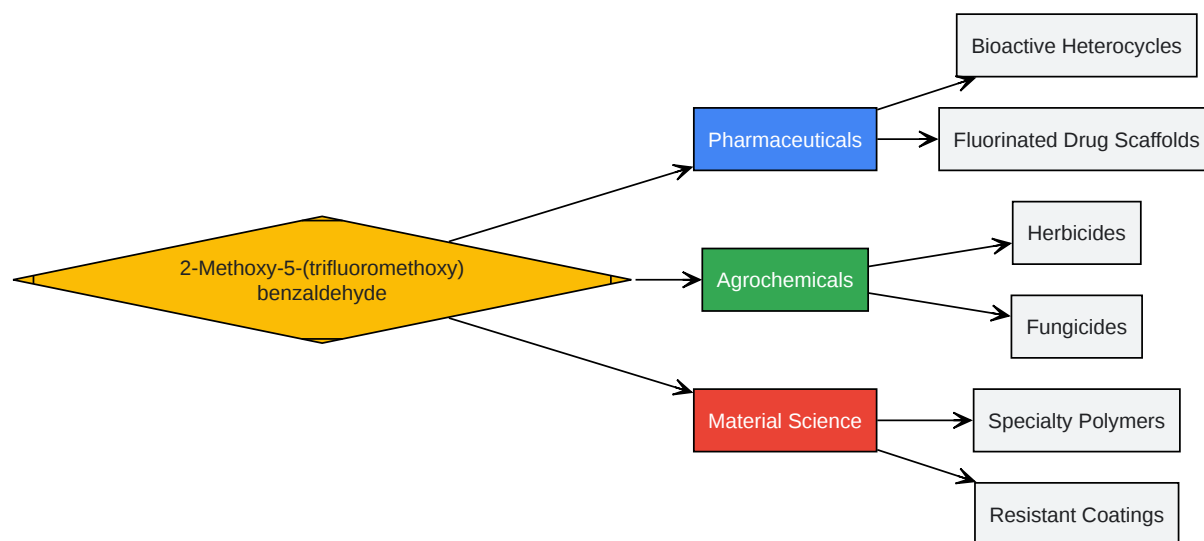 2-Methoxy-5-(trifluoromethoxy)
benzaldehyde
Pharmaceuticals
Bioactive Heterocycles
Fluorinated Drug Scaffolds
Agrochemicals
Herbicides
Fungicides
Material Science
Specialty Polymers
Resistant Coatings